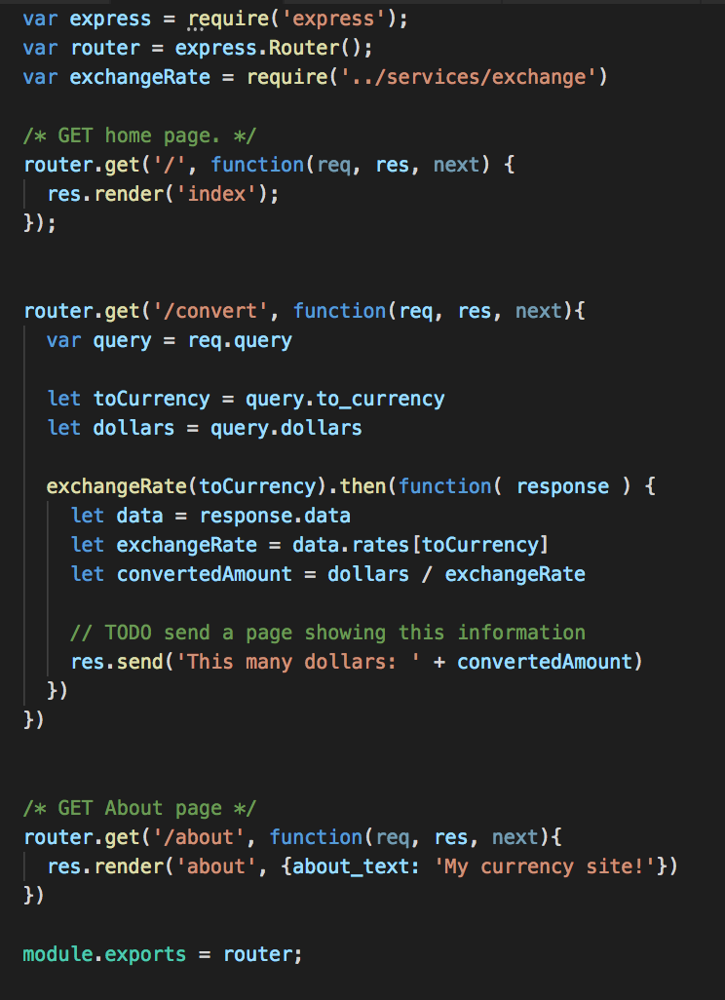 var express = require('express');
var router = express.Router();
var exchangeRate = require('../services/exchange')
/* GET home page. */
router.get('/', function(req, res, next) {
  res.render('index');
});
router.get('/convert', function(req, res, next){
  var query = req.query
  let toCurrency = query.to_currency
  let dollars = query.dollars
  exchangeRate(toCurrency).then(function( response ) {
    let data = response.data
    let exchangeRate = data.rates[toCurrency]
    let convertedAmount = dollars / exchangeRate
    // TODO send a page showing this information
    res.send('This many dollars: ' + convertedAmount)
  })
})
/* GET About page */
router.get('/about', function(req, res, next){
  res.render('about', {about_text: 'My currency site!'})
})
module.exports = router;